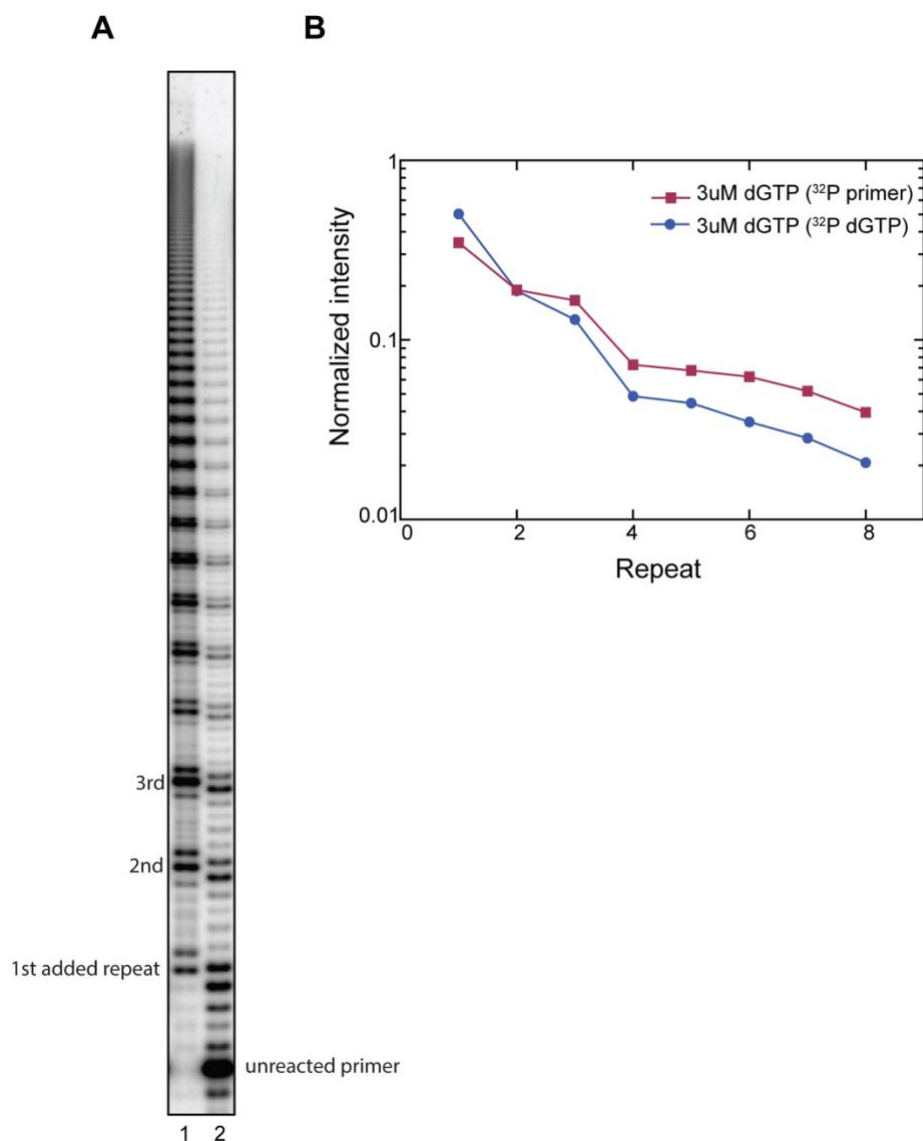 A
B
3rd
2nd
1st added repeat
unreacted primer
1 2
Normalized intensity
1
0.1
0.01
3uM dGTP (³²P primer)
3uM dGTP (³²P dGTP)
0 2 4 6 8
Repeat